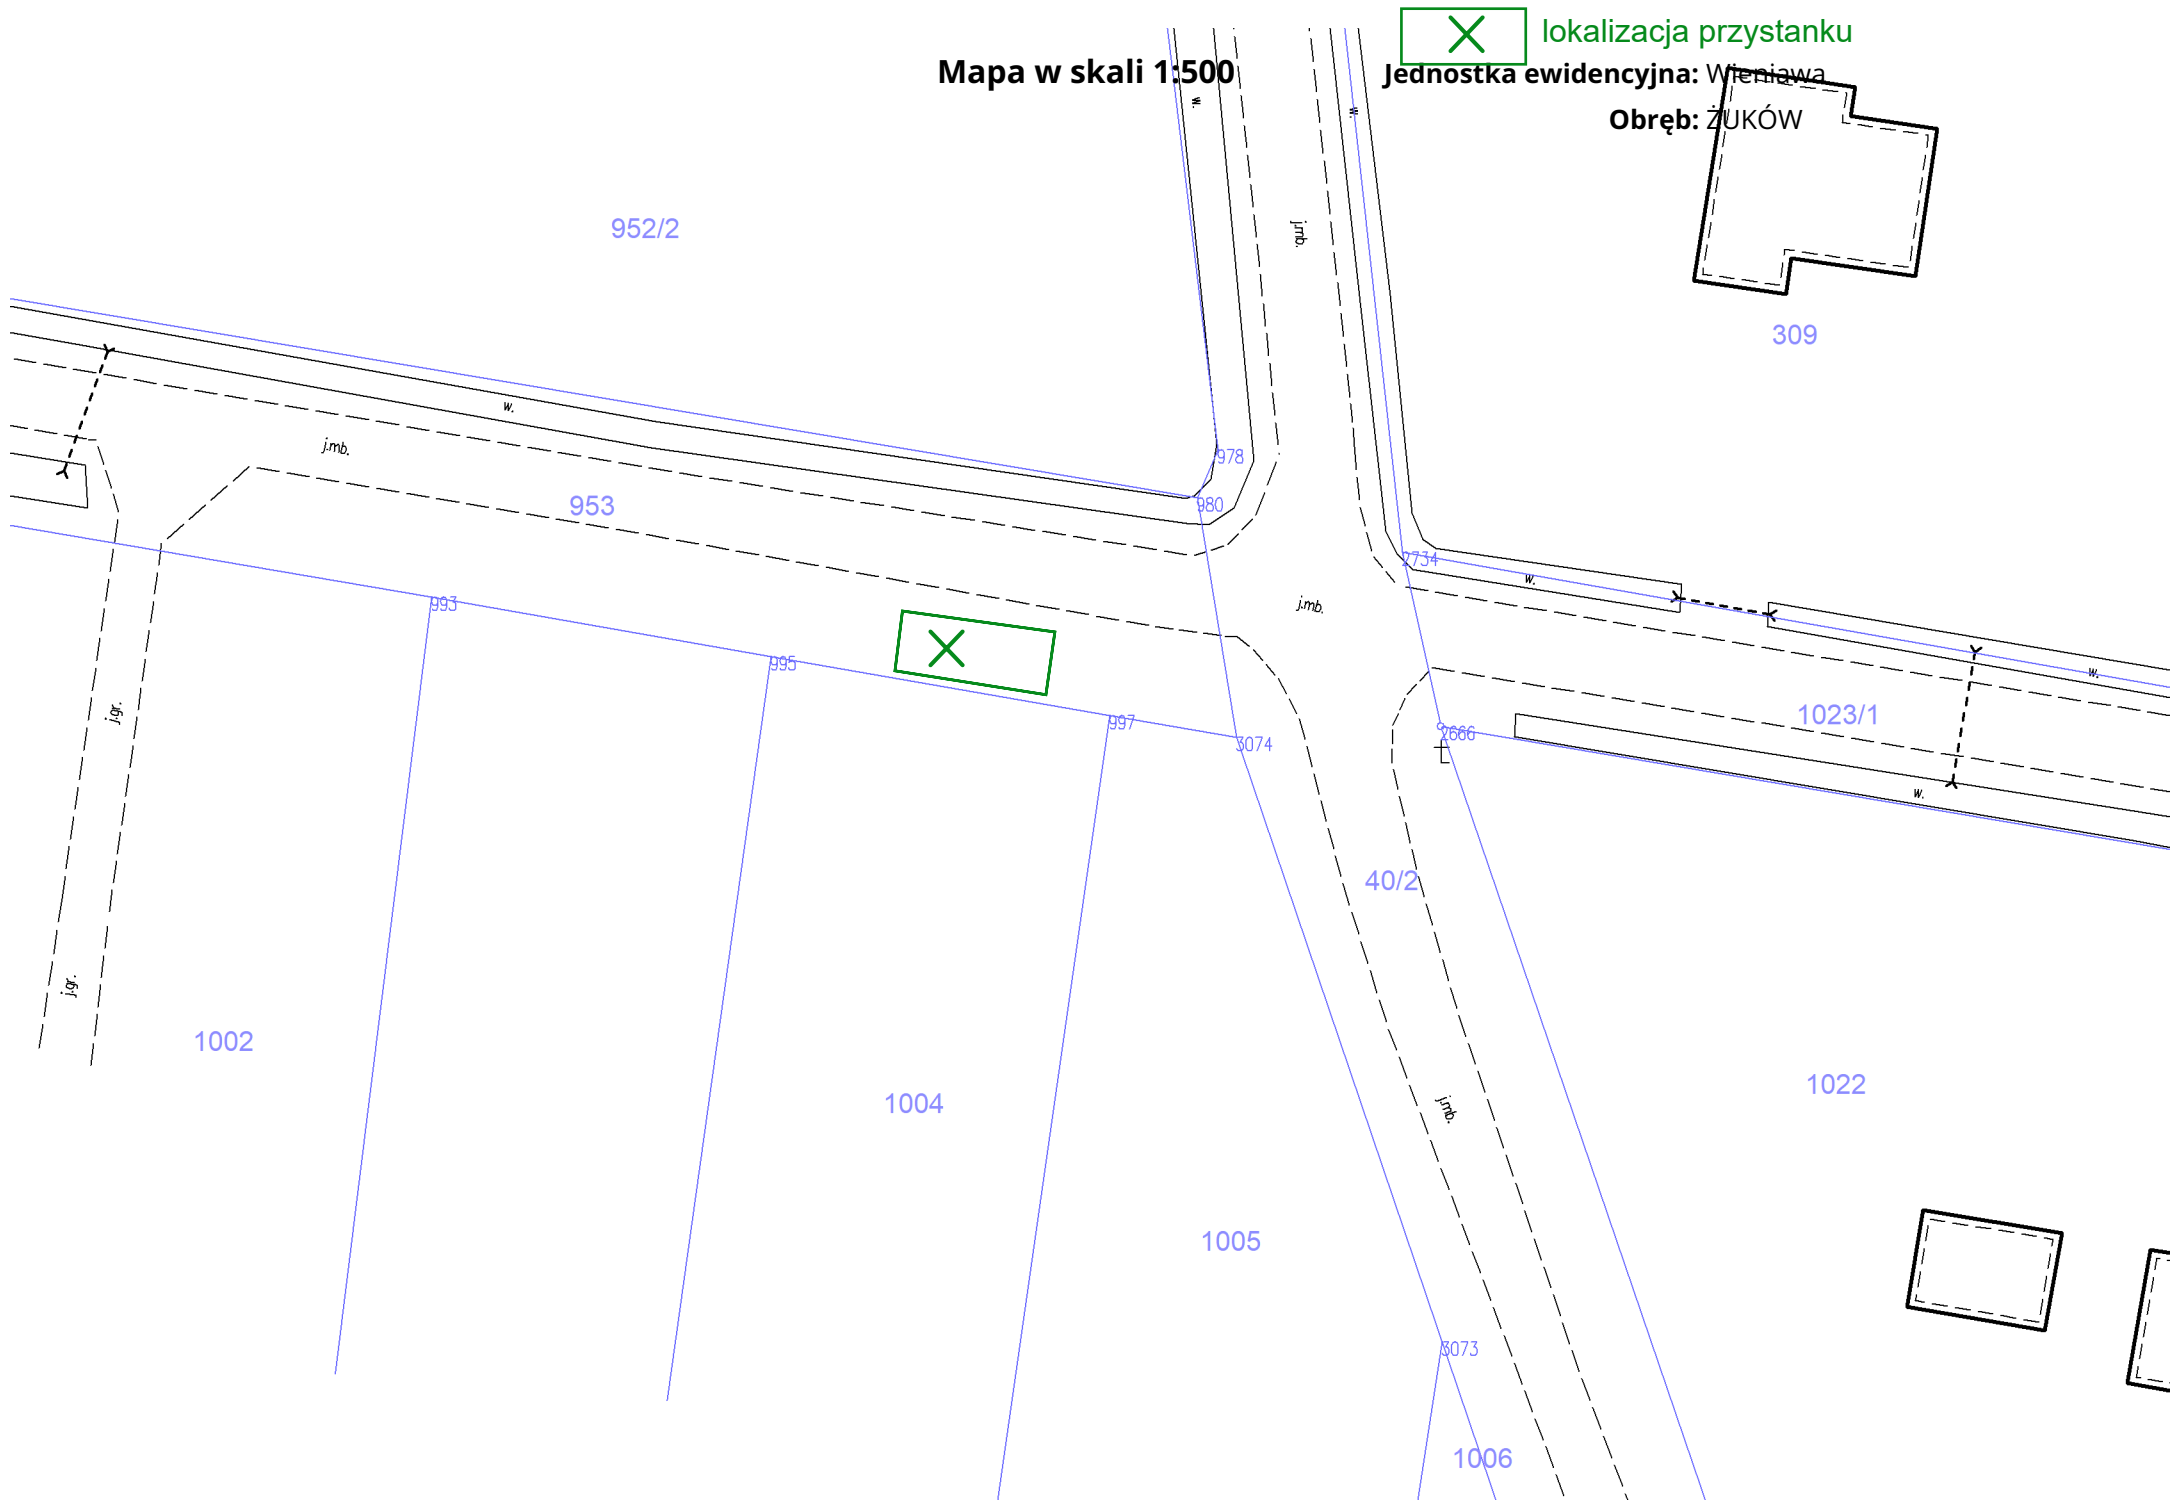 lokalizacja przystanku
Mapa w skali 1:500
Jednostka ewidencyjna: Wieniawa
Obręb: ŻUKÓW
w.
w.
952/2
j.mb.
309
w.
j.mb.
978
953
980
2734
w.
993
j.mb.
995
w.
j.gr.
997
1023/1
3074
2666
w.
40/2
j.gr.
1002
1004
1022
j.mb.
1005
3073
1006